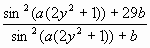 sin²(a(2y² + 1)) + 29b
sin²(a(2y² + 1)) + b